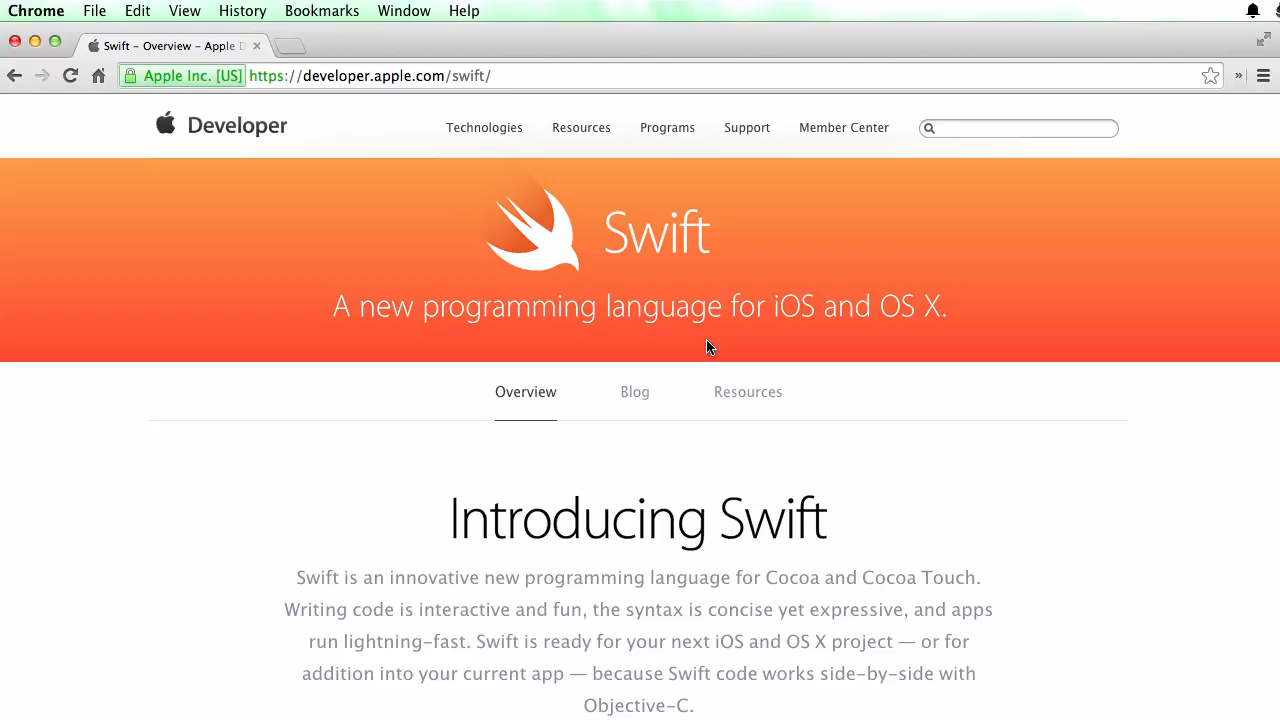 Chrome File Edit View History Bookmarks Window Help
Swift – Overview – Apple D
Apple Inc. [US] https://developer.apple.com/swift/
Developer Technologies Resources Programs Support Member Center
Swift
A new programming language for iOS and OS X.
Overview Blog Resources
Introducing Swift
Swift is an innovative new programming language for Cocoa and Cocoa Touch.
Writing code is interactive and fun, the syntax is concise yet expressive, and apps
run lightning-fast. Swift is ready for your next iOS and OS X project — or for
addition into your current app — because Swift code works side-by-side with
Objective-C.